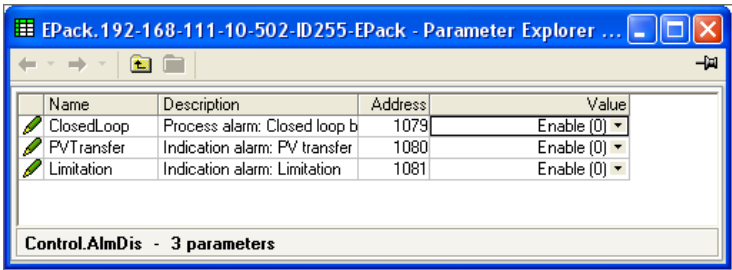 EPack.192-168-111-10-502-ID255-EPack - Parameter Explorer ...
Name Description Address Value
ClosedLoop Process alarm: Closed loop b 1079 Enable (0)
PVTransfer Indication alarm: PV transfer 1080 Enable (0)
Limitation Indication alarm: Limitation 1081 Enable (0)
Control.AlmDis - 3 parameters